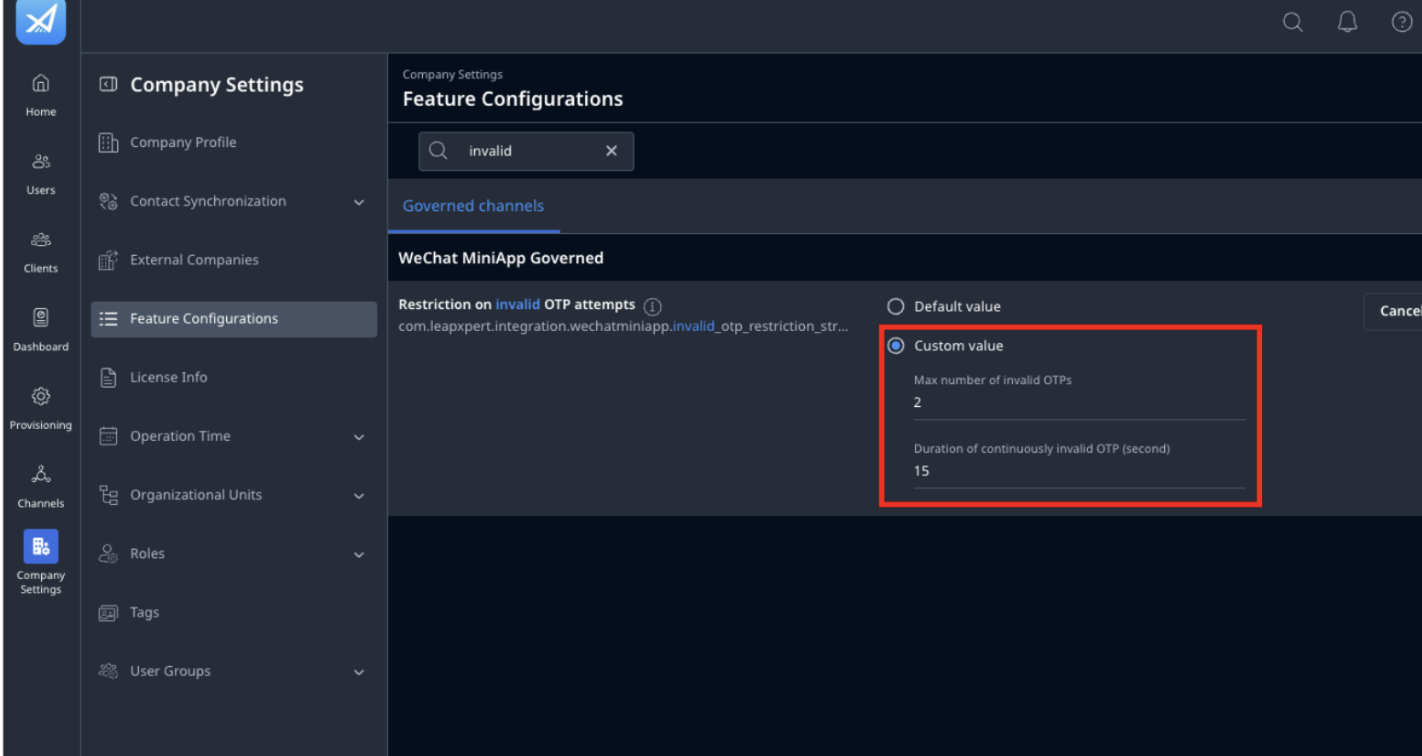 Home
Users
Clients
Dashboard
Provisioning
Channels
Company
Settings
Company Settings
Company Profile
Contact Synchronization
External Companies
Feature Configurations
License Info
Operation Time
Organizational Units
Roles
Tags
User Groups
Company Settings
Feature Configurations
invalid
Governed channels
WeChat MiniApp Governed
Restriction on invalid OTP attempts
com.leapxpert.integration.wechatminiapp.invalid_otp_restriction_str...
Default value
Custom value
Max number of invalid OTPs
2
Duration of continuously invalid OTP (second)
15
Cancel